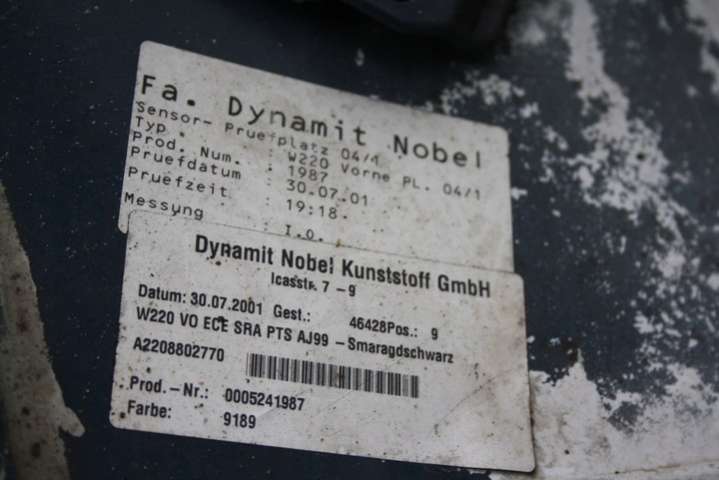 Fa. Dynamit Nobel
Sensor- Pruefplatz 04/1
Typ : W220 Vorne PL. 04/1
Prod. Num. : 1987
Pruefdatum : 30.07.01
Pruefzeit : 19:18
Messung : I.O.
Dynamit Nobel Kunststoff GmbH
Icasstr. 7 -9
Datum: 30.07.2001 Gest.: 46428Pos.: 9
W220 VO ECE SRA PTS AJ99 -Smaragdschwarz
A2208802770
Prod.-Nr.: 0005241987
Farbe: 9189